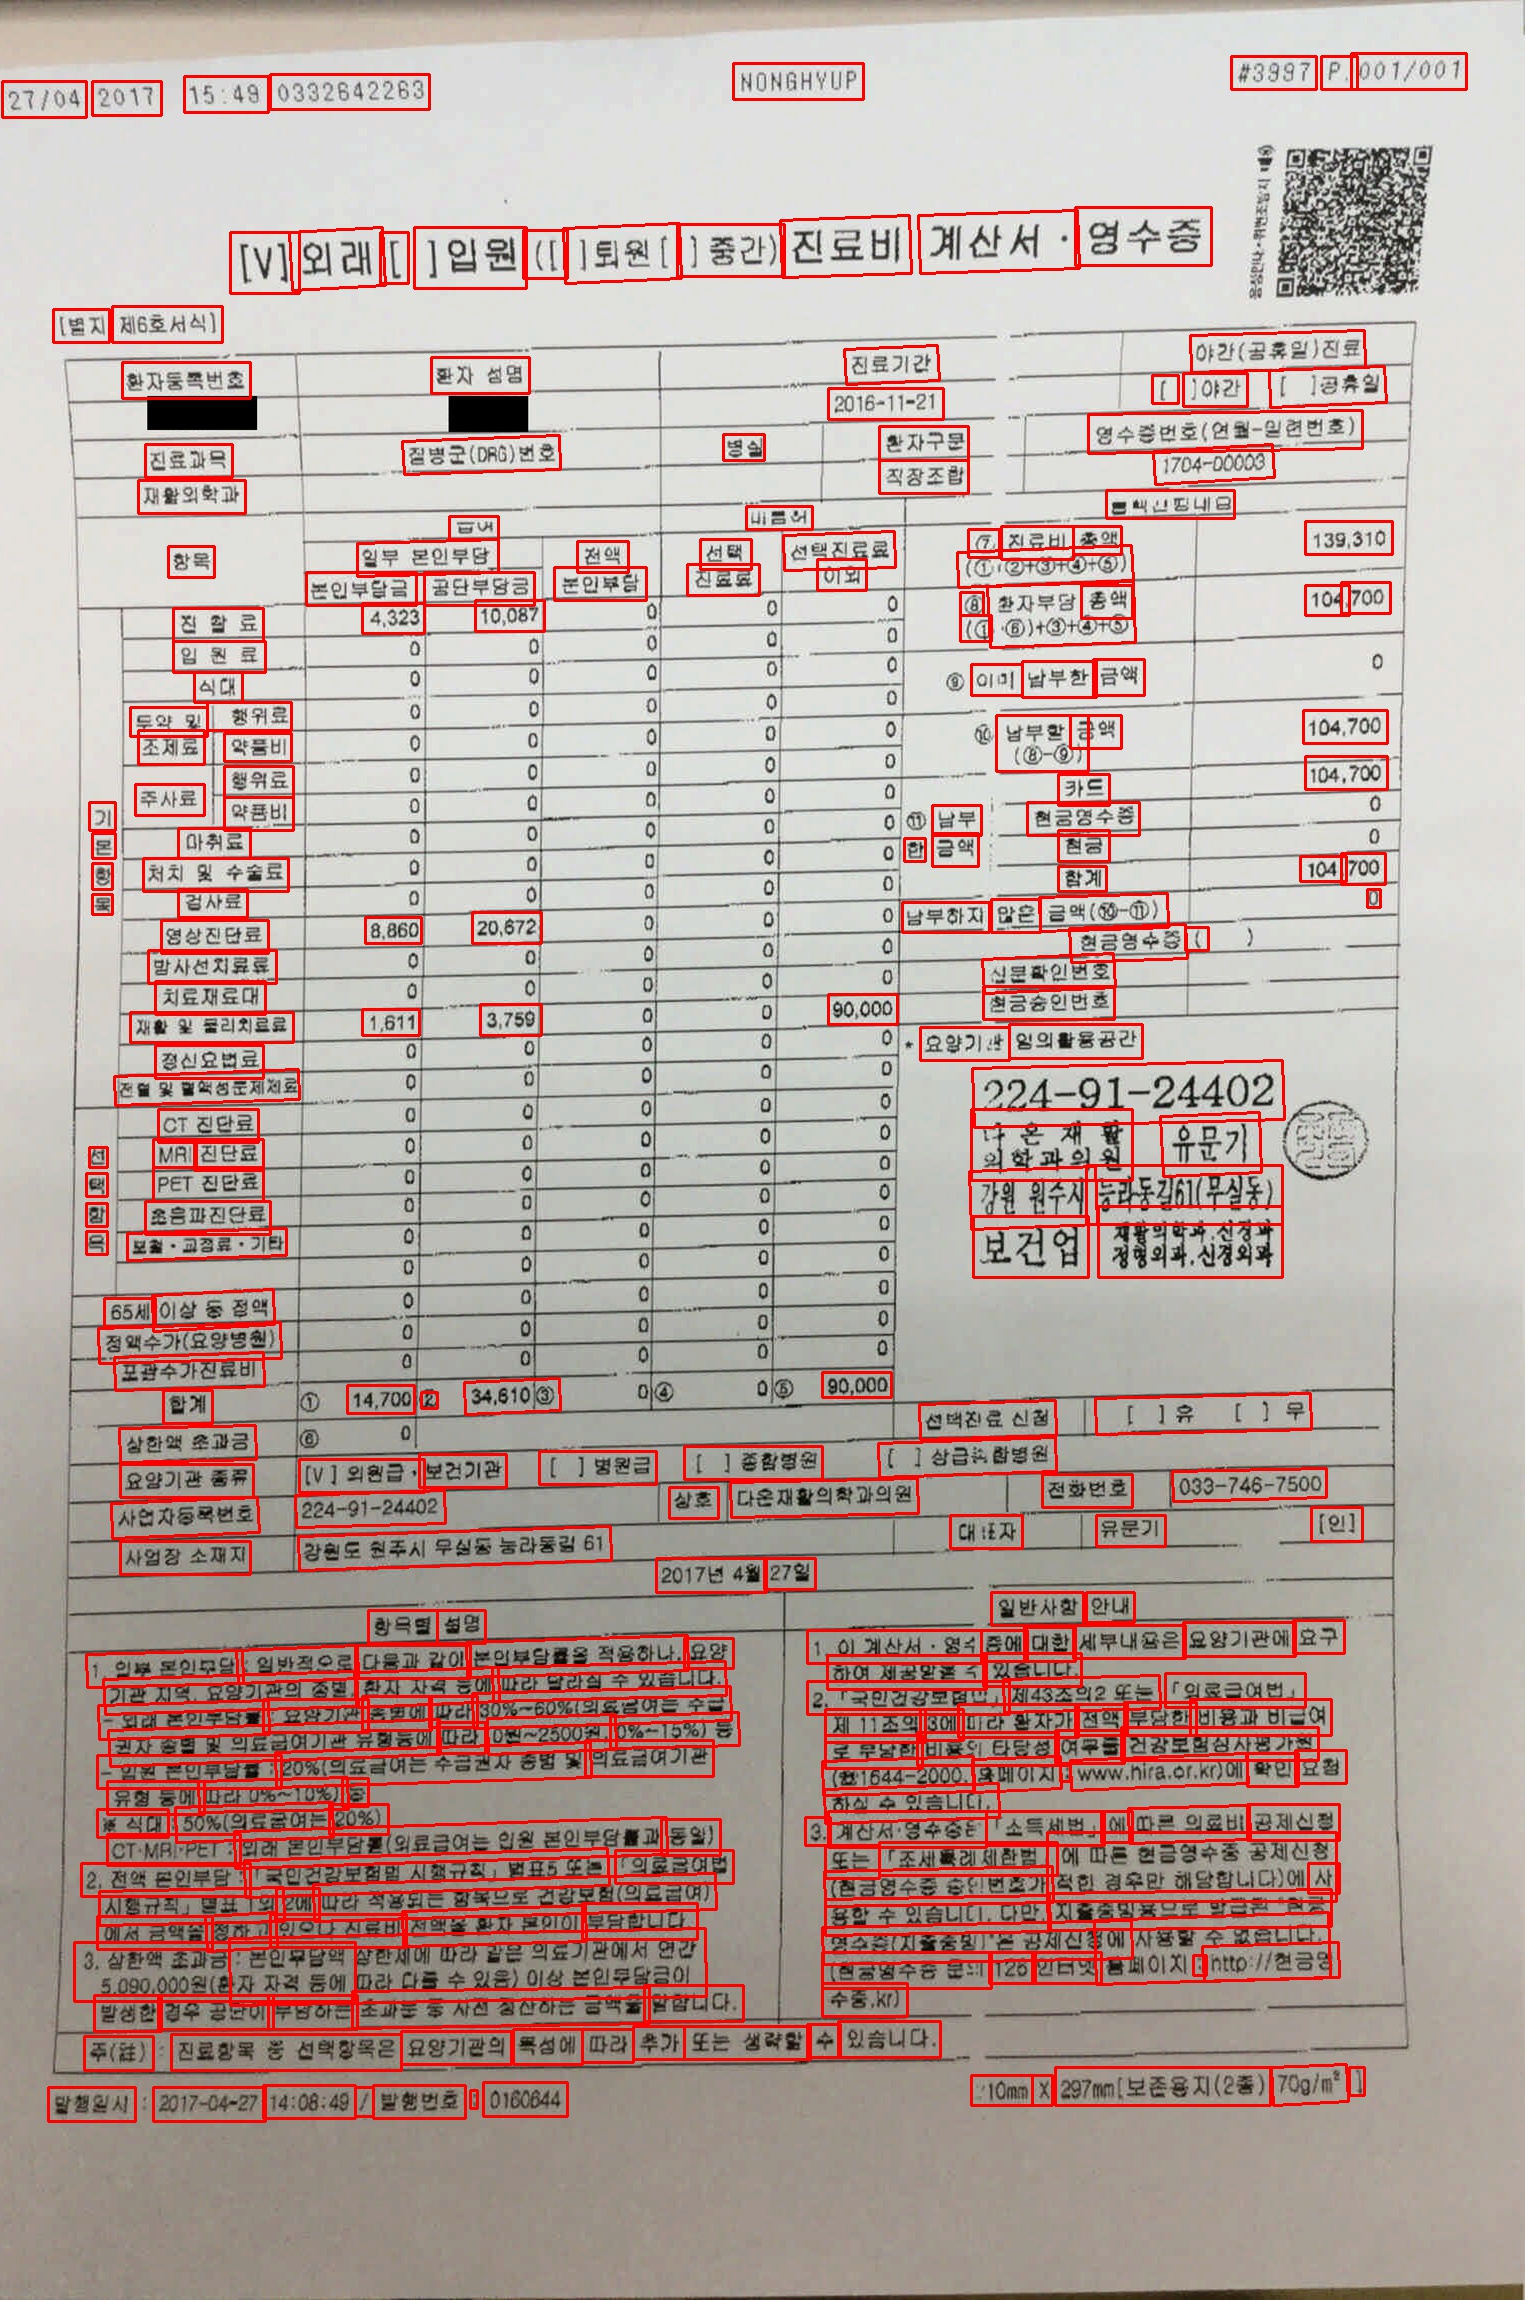 27/04 2017 15:49 0332642263 NONGHYUP #3997 P. 001/001
[V]외래[ ]입원([ ]퇴원[ ]중간) 진료비 계산서 · 영수증
[별지 제6호서식]
환자등록번호 환자 성명 진료기간 야간(공휴일)진료
2016-11-21 [ ]야간 [ ]공휴일
진료과목 질병군(DRG)번호 병실 환자구분 영수증번호(연월-일련번호)
재활의학과 직장조합 1704-00003
항목 급여 비급여
일부 본인부담 전액 선택 선택진료료 ⑦ 진료비 총액 139,310
본인부담금 공단부담금 본인부담 진료료 이외 (①+②+③+④+⑤)
진 찰 료 4,323 10,087 0 0 0 ⑧ 환자부담 총액 104,700
입 원 료 0 0 0 0 0 (①-⑥)+③+④+⑤
식대 0 0 0 0 0 ⑨ 이미 납부한 금액 0
투약 및 행위료 0 0 0 0 0
조제료 약품비 0 0 0 0 0 ⑩ 납부할 금액 104,700
(⑧-⑨)
주사료 행위료 0 0 0 0 0 카드 104,700
약품비 0 0 0 0 0 현금영수증 0
기본항목
마취료 0 0 0 0 0 ⑪ 납부 현금 0
처치 및 수술료 0 0 0 0 0 한 금액 합계 104,700
검사료 0 0 0 0 0 납부하지 않은 금액(⑩-⑪) 0
영상진단료 8,860 20,672 0 0 0 현금영수증( )
방사선치료료 0 0 0 0 0 신분확인번호
치료재료대 0 0 0 0 0 현금승인번호
재활 및 물리치료료 1,611 3,759 0 0 90,000
정신요법료 0 0 0 0 0 * 요양기관 임의활용공간
전혈 및 혈액성분제제료 0 0 0 0 0
224-91-24402
CT 진단료 0 0 0 0 0
다 온 재 활
의학과의원 유문기
선택항목
MRI 진단료 0 0 0 0 0
PET 진단료 0 0 0 0 0
강원 원주시 능라동길61(무실동)
초음파진단료 0 0 0 0 0
보철·교정료·기타 0 0 0 0 0
보건업 재활의학과.신경과
정형외과.신경외과
0 0 0 0 0
65세 이상 등 정액 0 0 0 0 0
정액수가(요양병원) 0 0 0 0 0
포괄수가진료비 0 0 0 0 0
합계 ① 14,700 ② 34,610 ③ 0 ④ 0 ⑤ 90,000
상한액 초과금 ⑥ 0 선택진료 신청 [ ] 유 [ ] 무
요양기관 종류 [V] 의원급·보건기관 [ ] 병원급 [ ] 종합병원 [ ] 상급종합병원
사업자등록번호 224-91-24402 상호 다온재활의학과의원 전화번호 033-746-7500
사업장 소재지 강원도 원주시 무실동 능라동길 61 대표자 유문기 [인]
2017년 4월 27일
항목별 설명
1. 일부 본인부담 : 일반적으로 다음과 같이 본인부담률을 적용하나, 요양
기관 지역, 요양기관의 종별, 환자 자격 등에 따라 달라질 수 있습니다.
- 외래 본인부담률 : 요양기관 종별에 따라 30%~60%(의료급여는 수급
권자 종별 및 의료급여기관 유형등에 따라 0원~2500원, 0%~15%) 등
- 입원 본인부담률 : 20%(의료급여는 수급권자 종별 및 의료급여기관
유형 등에 따라 0%~10%) 등
※ 식대 : 50%(의료급여는 20%)
CT·MRI·PET : 외래 본인부담률(의료급여는 입원 본인부담률과 동일)
2. 전액 본인부담 : 「국민건강보험법 시행규칙」 별표5 또는 「의료급여법
시행규칙」 별표 1의 2에 따라 적용되는 항목으로 건강보험(의료급여)
에서 금액을 정하고 있으나 진료비 전액을 환자 본인이 부담합니다.
3. 상한액 초과금 : 본인부담액 상한제에 따라 같은 의료기관에서 연간
5.090,000원(환자 자격 등에 따라 다를 수 있음) 이상 본인부담금이
발생한 경우 공단이 부담하는 초과분 중 사전 정산하는 금액을 말합니다.
일반사항 안내
1. 이 계산서·영수증에 대한 세부내용은 요양기관에 요구
하여 제공받을 수 있습니다.
2. 「국민건강보험법」 제43조의2 또는 「의료급여법」
제 11조의 3에 따라 환자가 전액 부담한 비용과 비급여
로 부담한 비용의 타당성 여부를 건강보험심사평가원
(☎1644-2000, 홈페이지 : www.hira.or.kr)에 확인 요청
하실 수 있습니다.
3. 계산서·영수증은 「소득세법」에 따른 의료비 공제신청
또는 「조세특례제한법」에 따른 현금영수증 공제신청
(현금영수증 승인번호가 적힌 경우만 해당합니다)에 사
용할 수 있습니다. 다만, 지출증빙용으로 발급된 "현금
영수증(지출증빙)"은 공제신청에 사용할 수 없습니다.
(현금영수증 문의 126 인터넷 홈페이지 : http://현금영
수증.kr)
주(註) : 진료항목 중 선택항목은 요양기관의 특성에 따라 추가 또는 생략할 수 있습니다.
발행일시 : 2017-04-27 14:08:49 / 발행번호 : 0160644 210mm X 297mm[보존용지(2종) 70g/m² ]